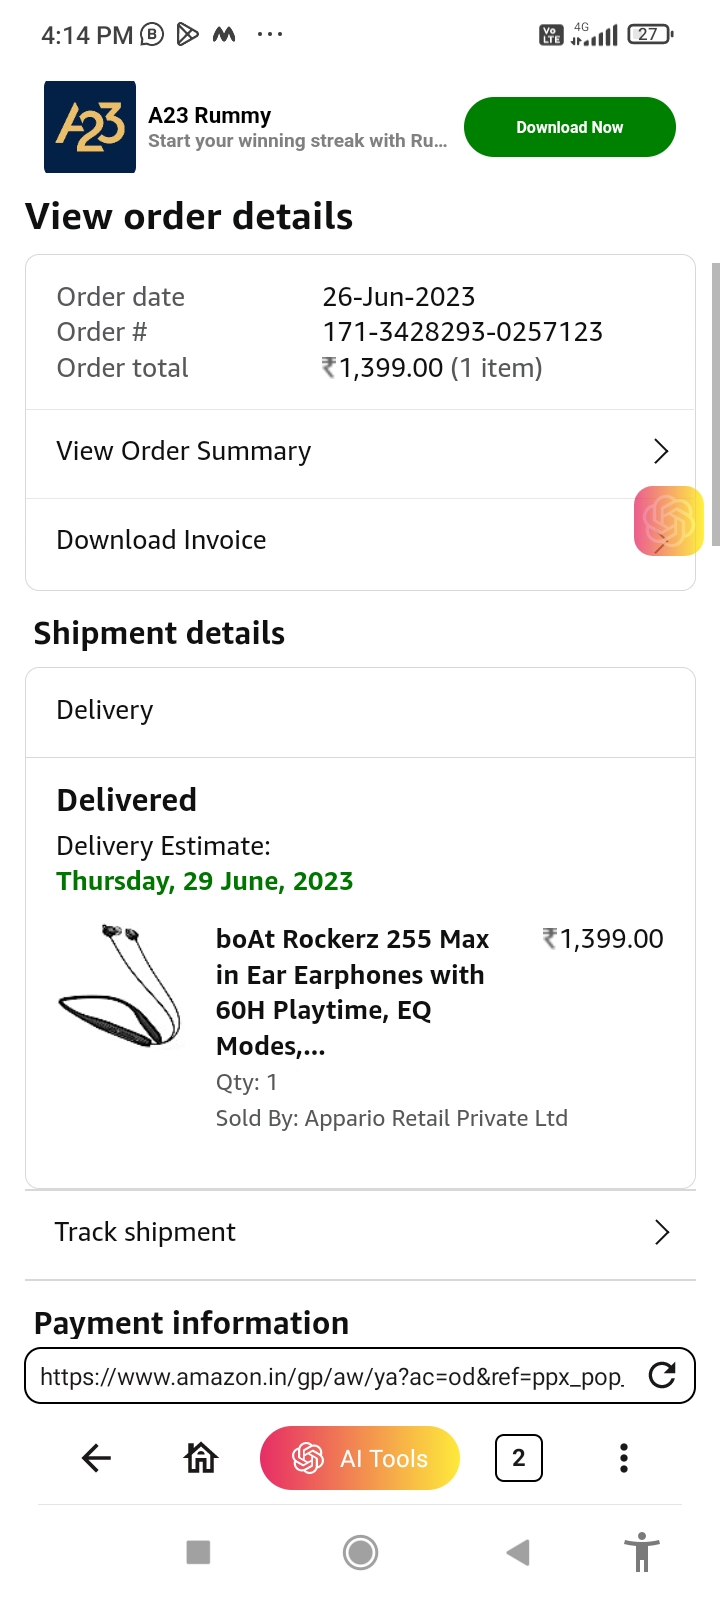 4:14 PM
Vo LTE 4G 27
A23
A23 Rummy
Start your winning streak with Ru...
Download Now
View order details
Order date 26-Jun-2023
Order # 171-3428293-0257123
Order total ₹1,399.00 (1 item)
View Order Summary
Download Invoice
Shipment details
Delivery
Delivered
Delivery Estimate:
Thursday, 29 June, 2023
boAt Rockerz 255 Max ₹1,399.00
in Ear Earphones with
60H Playtime, EQ
Modes,...
Qty: 1
Sold By: Appario Retail Private Ltd
Track shipment
Payment information
https://www.amazon.in/gp/aw/ya?ac=od&ref=ppx_pop_
AI Tools 2